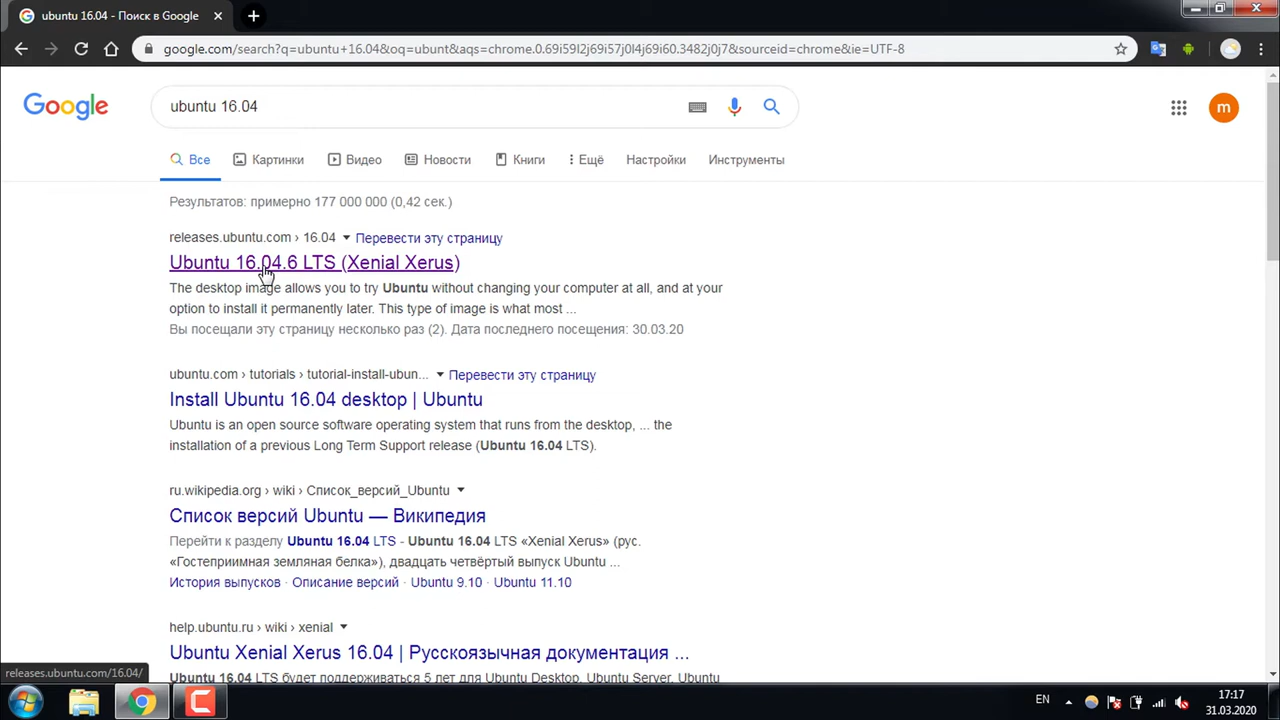 ubuntu 16.04 - Поиск в Google
google.com/search?q=ubuntu+16.04&oq=ubunt&aqs=chrome.0.69i59l2j69i57j0l4j69i60.3482j0j7&sourceid=chrome&ie=UTF-8
Google
ubuntu 16.04
m
Все
Картинки
Видео
Новости
Книги
Ещё
Настройки
Инструменты
Результатов: примерно 177 000 000 (0,42 сек.)
releases.ubuntu.com › 16.04 ▼ Перевести эту страницу
Ubuntu 16.04.6 LTS (Xenial Xerus)
The desktop image allows you to try Ubuntu without changing your computer at all, and at your
option to install it permanently later. This type of image is what most ...
Вы посещали эту страницу несколько раз (2). Дата последнего посещения: 30.03.20
ubuntu.com › tutorials › tutorial-install-ubun... ▼ Перевести эту страницу
Install Ubuntu 16.04 desktop | Ubuntu
Ubuntu is an open source software operating system that runs from the desktop, ... the
installation of a previous Long Term Support release (Ubuntu 16.04 LTS).
ru.wikipedia.org › wiki › Список_версий_Ubuntu ▼
Список версий Ubuntu — Википедия
Перейти к разделу Ubuntu 16.04 LTS - Ubuntu 16.04 LTS «Xenial Xerus» (рус.
«Гостеприимная земляная белка»), двадцать четвёртый выпуск Ubuntu ...
История выпусков · Описание версий · Ubuntu 9.10 · Ubuntu 11.10
help.ubuntu.ru › wiki › xenial ▼
Ubuntu Xenial Xerus 16.04 | Русскоязычная документация ...
Ubuntu 16.04 LTS будет поддерживаться 5 лет для Ubuntu Desktop, Ubuntu Server, Ubuntu
releases.ubuntu.com/16.04/
EN
17:17
31.03.2020